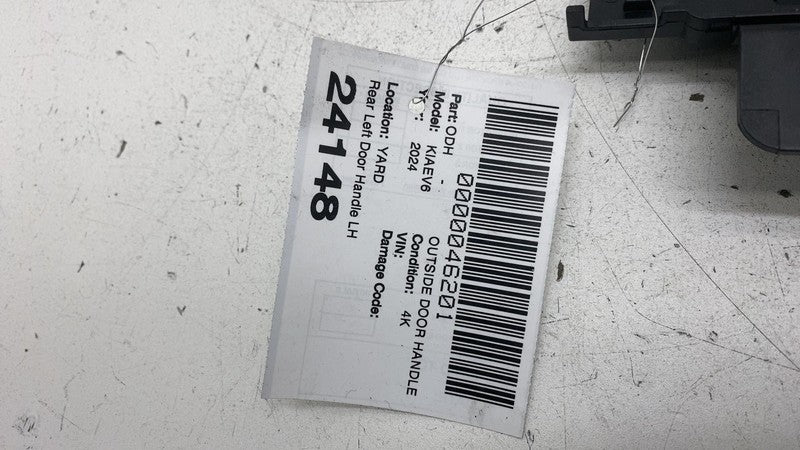 0000046201
Part: ODH - OUTSIDE DOOR HANDLE
Model: KIAEV6 Condition: 4K
Year: 2024 VIN:
Damage Code:
Location: YARD
Rear Left Door Handle LH
24148